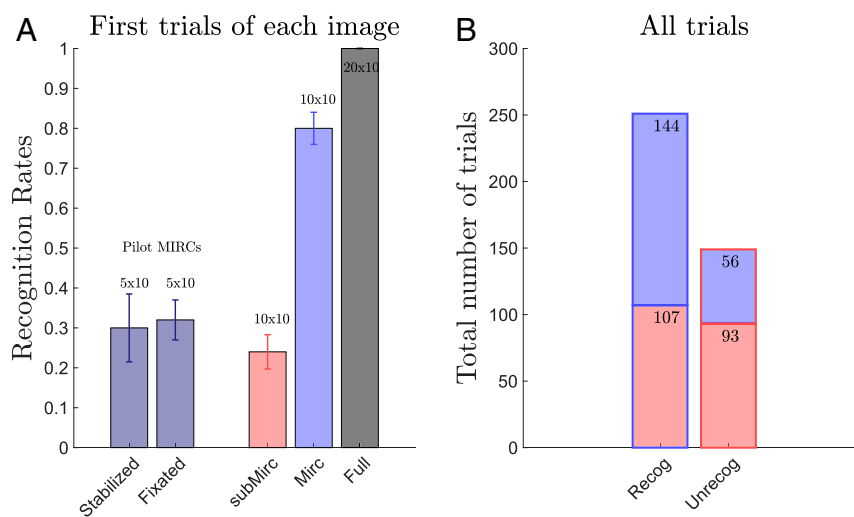 A
First trials of each image
Recognition Rates
1
0.9
0.8
0.7
0.6
0.5
0.4
0.3
0.2
0.1
0
Pilot MIRCs
5x10
5x10
10x10
10x10
20x10
Stabilized
Fixated
subMirc
Mirc
Full
B
All trials
Total number of trials
300
250
200
150
100
50
0
144
107
56
93
Recog
Unrecog